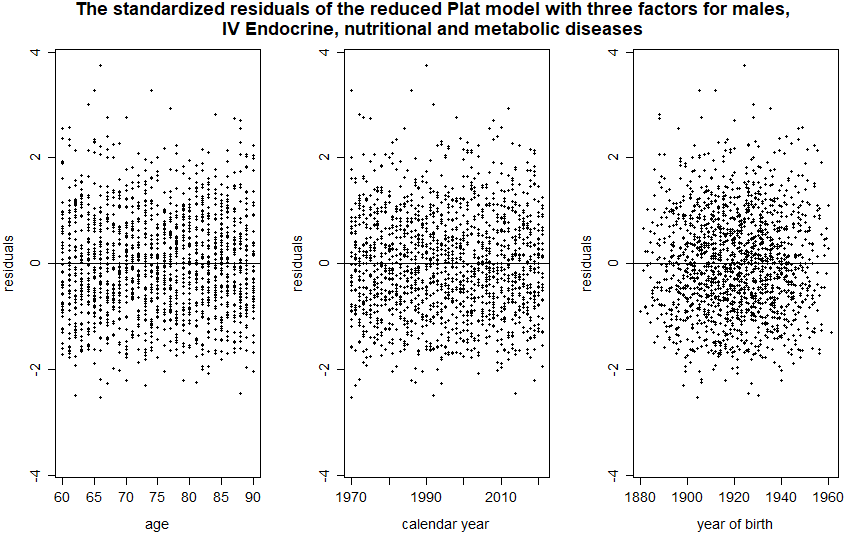 The standardized residuals of the reduced Plat model with three factors for males,
IV Endocrine, nutritional and metabolic diseases
residuals
4
2
0
-2
-4
60 65 70 75 80 85 90
age
residuals
4
2
0
-2
-4
1970 1990 2010
calendar year
residuals
4
2
0
-2
-4
1880 1900 1920 1940 1960
year of birth